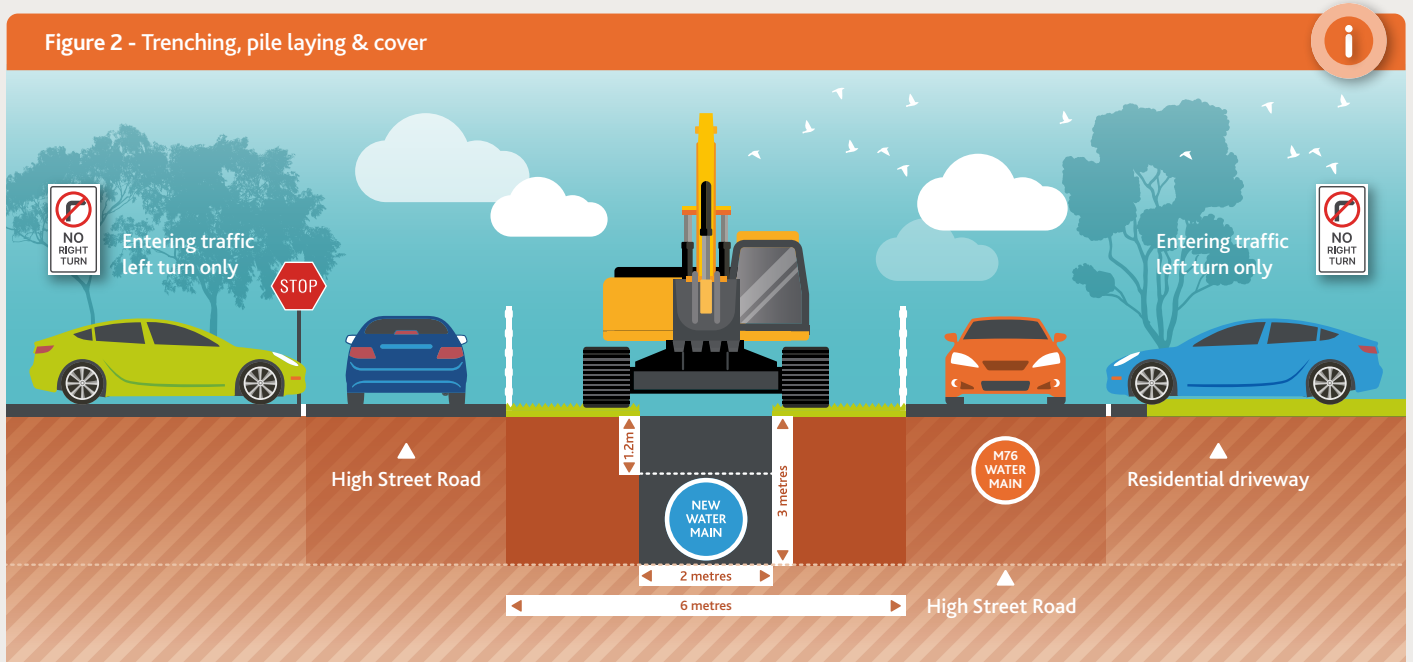 Figure 2 - Trenching, pile laying & cover
i
NO
RIGHT
TURN
Entering traffic
left turn only
STOP
Entering traffic
left turn only
NO
RIGHT
TURN
High Street Road
1.2m
NEW
WATER
MAIN
3 metres
M76
WATER
MAIN
Residential driveway
2 metres
6 metres
High Street Road